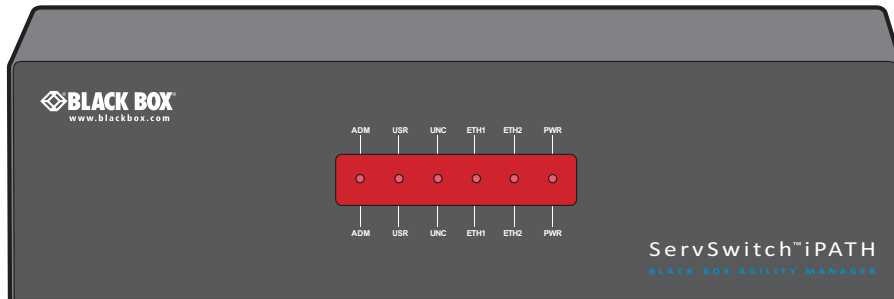 BLACK BOX®
www.blackbox.com
ADM USR UNC ETH1 ETH2 PWR
ADM USR UNC ETH1 ETH2 PWR
ServSwitch™iPATH
BLACK BOX AGILITY MANAGER